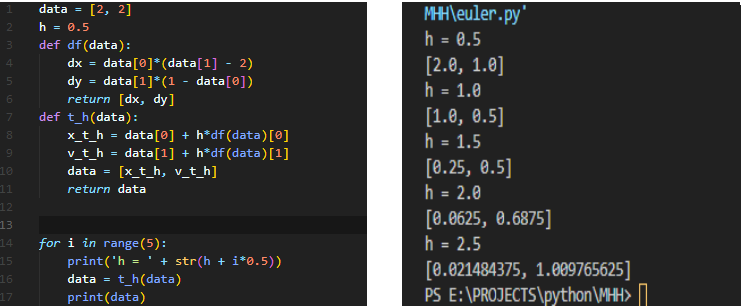 1 data = [2, 2]
2 h = 0.5
3 def df(data):
4 dx = data[0]*(data[1] - 2)
5 dy = data[1]*(1 - data[0])
6 return [dx, dy]
7 def t_h(data):
8 x_t_h = data[0] + h*df(data)[0]
9 v_t_h = data[1] + h*df(data)[1]
10 data = [x_t_h, v_t_h]
11 return data
12
13
14 for i in range(5):
15 print('h = ' + str(h + i*0.5))
16 data = t_h(data)
17 print(data)
MHH\euler.py'
h = 0.5
[2.0, 1.0]
h = 1.0
[1.0, 0.5]
h = 1.5
[0.25, 0.5]
h = 2.0
[0.0625, 0.6875]
h = 2.5
[0.021484375, 1.009765625]
PS E:\PROJECTS\python\MHH>